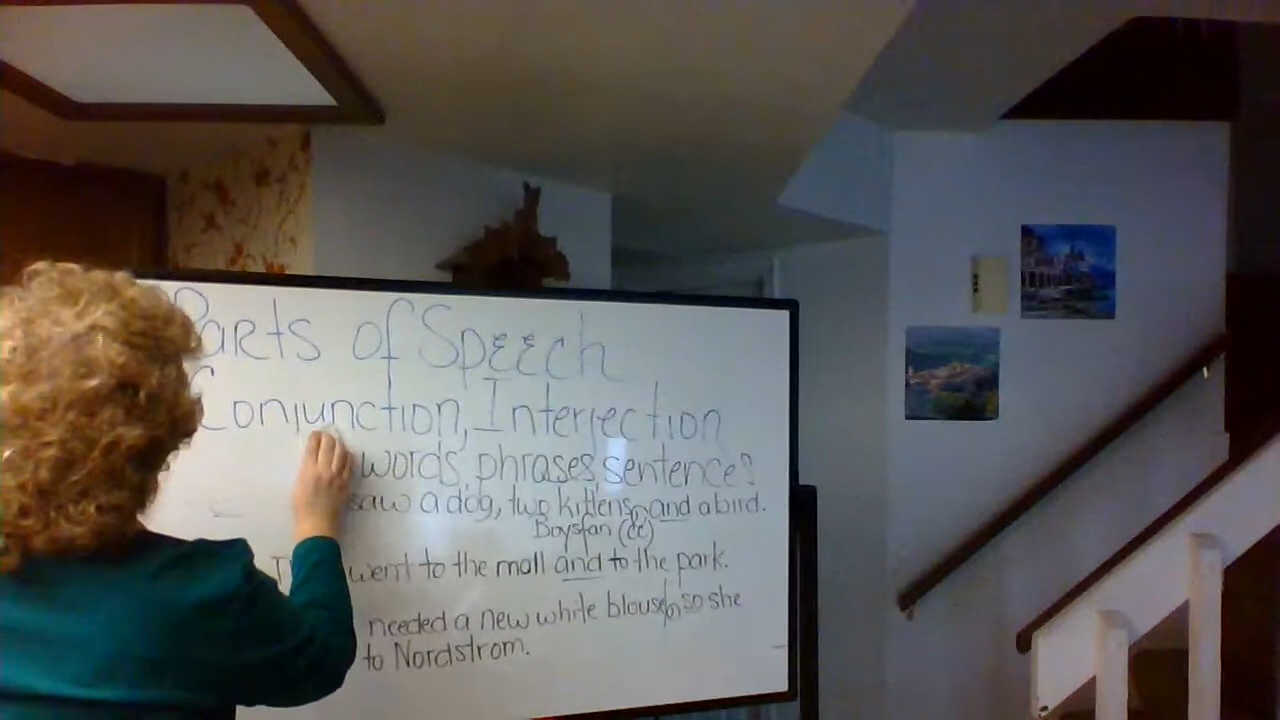 Parts of Speech
Conjunction, Interjection
words, phrases, sentences
saw a dog, two kittens, and a bird.
Boysfan (cc)
went to the mall and to the park.
needed a new white blouse, so she
to Nordstrom.